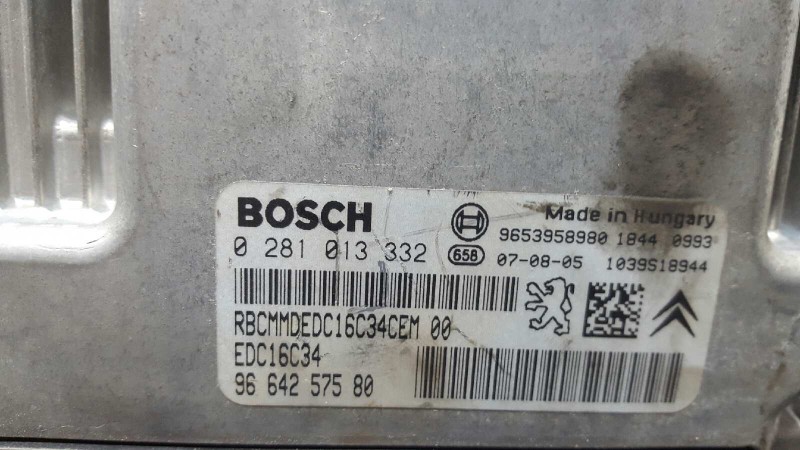 BOSCH
Made in Hungary
9653958980 1844 0993
0 281 013 332
658 07-08-05 1039S18944
RBCMMDEDC16C34CEM 00
EDC16C34
96 642 575 80